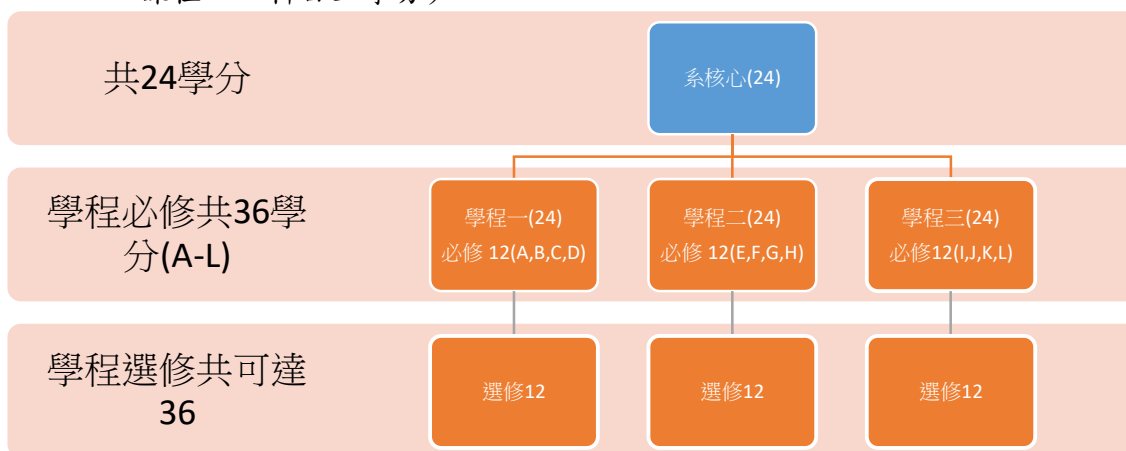 共24學分
系核心(24)
學程必修共36學
分(A-L)
學程一(24)
必修 12(A,B,C,D)
學程二(24)
必修 12(E,F,G,H)
學程三(24)
必修12(I,J,K,L)
學程選修共可達
36
選修12
選修12
選修12